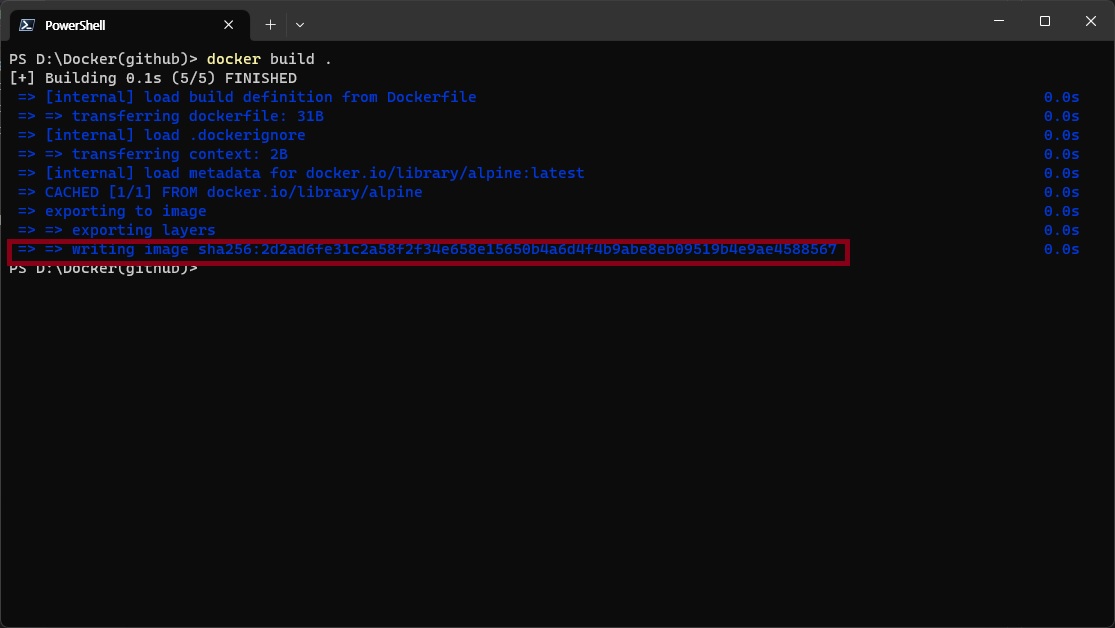 PowerShell
PS D:\Docker(github)> docker build .
[+] Building 0.1s (5/5) FINISHED
=> [internal] load build definition from Dockerfile 0.0s
=> => transferring dockerfile: 31B 0.0s
=> [internal] load .dockerignore 0.0s
=> => transferring context: 2B 0.0s
=> [internal] load metadata for docker.io/library/alpine:latest 0.0s
=> CACHED [1/1] FROM docker.io/library/alpine 0.0s
=> exporting to image 0.0s
=> => exporting layers 0.0s
=> => writing image sha256:2d2ad6fe31c2a58f2f34e658e15650b4a6d4f4b9abe8eb09519b4e9ae4588567 0.0s
PS D:\Docker(github)>